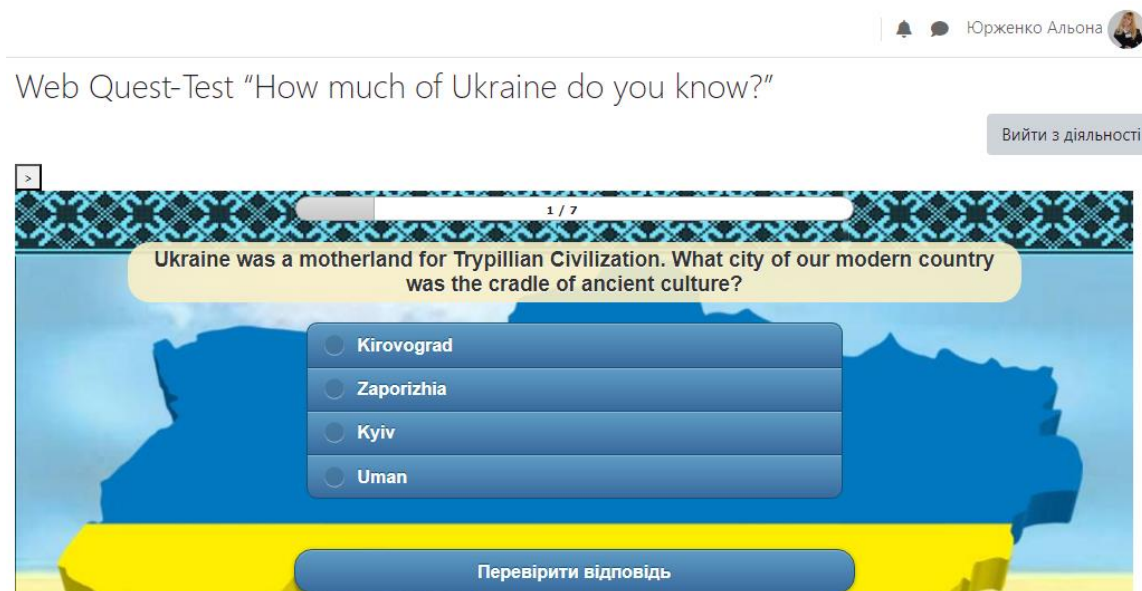 Юрженко Альона
Web Quest-Test “How much of Ukraine do you know?”
Вийти з діяльності
>
1 / 7
Ukraine was a motherland for Trypillian Civilization. What city of our modern country
was the cradle of ancient culture?
Kirovograd
Zaporizhia
Kyiv
Uman
Перевірити відповідь